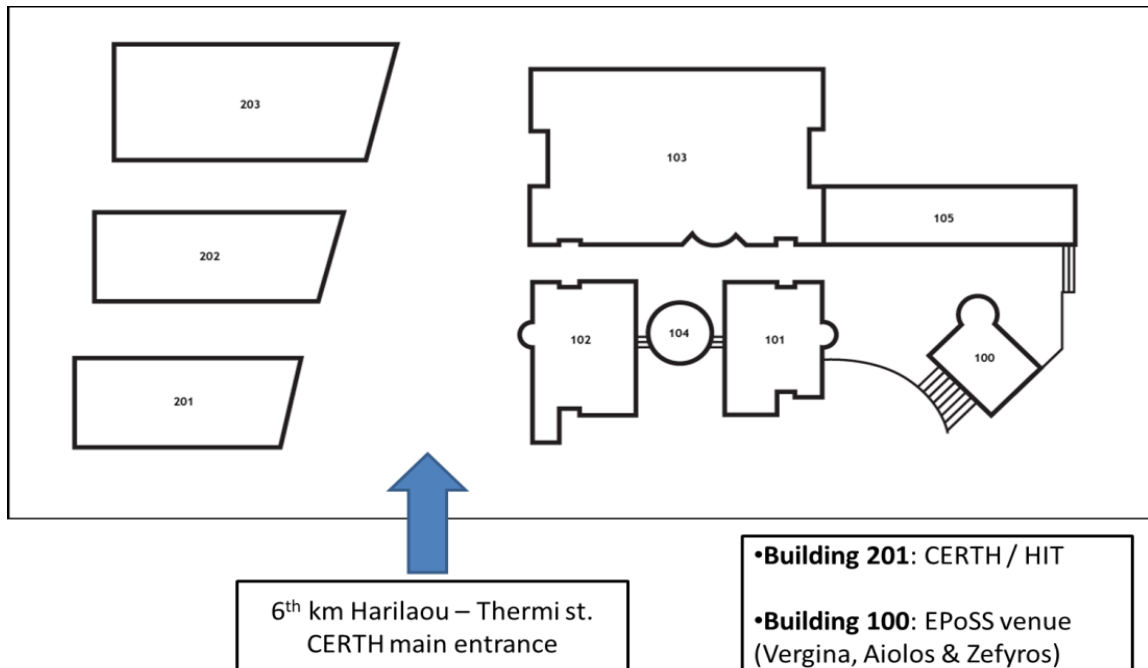 203
103
105
202
102
104
101
100
201
6th km Harilaou – Thermi st.
CERTH main entrance
•Building 201: CERTH / HIT
•Building 100: EPoSS venue
(Vergina, Aiolos & Zefyros)